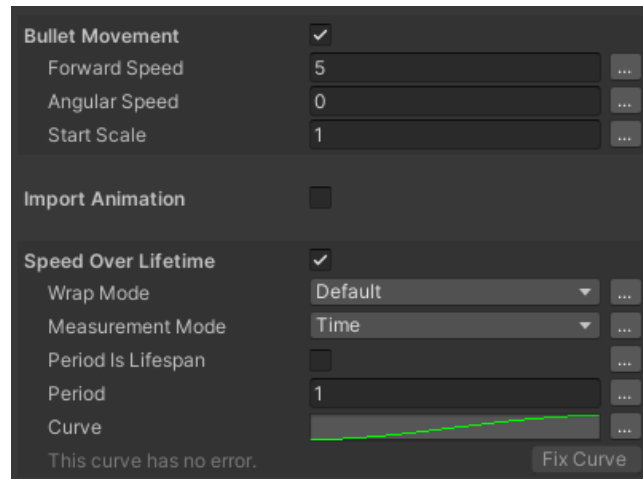 Bullet Movement
Forward Speed 5 ...
Angular Speed 0 ...
Start Scale 1 ...
Import Animation
Speed Over Lifetime
Wrap Mode Default ...
Measurement Mode Time ...
Period Is Lifespan ...
Period 1 ...
Curve ...
This curve has no error. Fix Curve